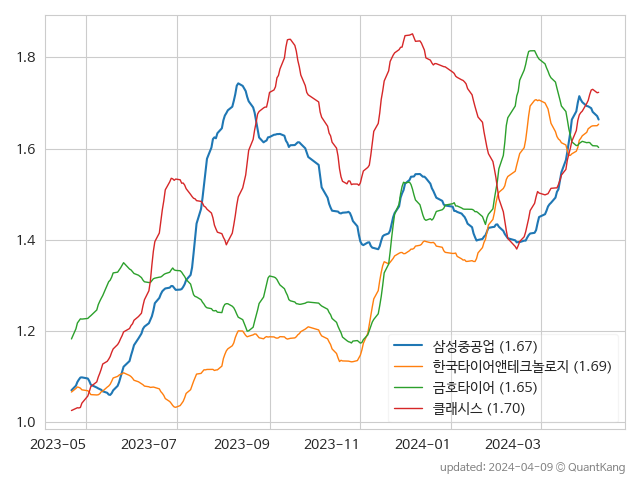 1.8
1.6
1.4
1.2
1.0
삼성중공업 (1.67)
한국타이어앤테크놀로지 (1.69)
금호타이어 (1.65)
클래시스 (1.70)
2023-05 2023-07 2023-09 2023-11 2024-01 2024-03
updated: 2024-04-09 © QuantKang